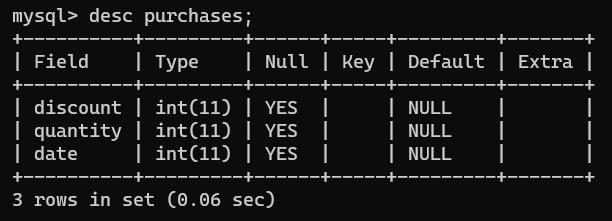 mysql> desc purchases;
+----------+---------+------+-----+---------+-------+
| Field    | Type    | Null | Key | Default | Extra |
+----------+---------+------+-----+---------+-------+
| discount | int(11) | YES  |     | NULL    |       |
| quantity | int(11) | YES  |     | NULL    |       |
| date     | int(11) | YES  |     | NULL    |       |
+----------+---------+------+-----+---------+-------+
3 rows in set (0.06 sec)